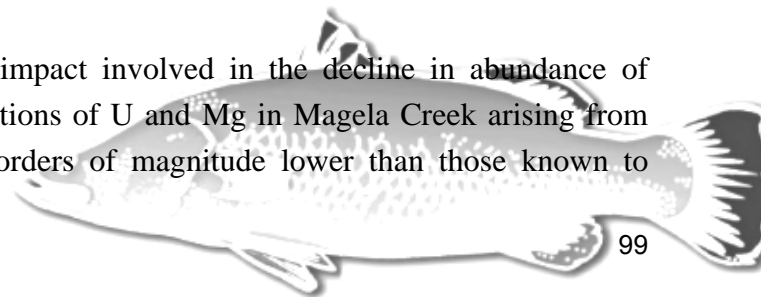 impact involved in the decline in abundance of
tions of U and Mg in Magela Creek arising from
orders of magnitude lower than those known to
99